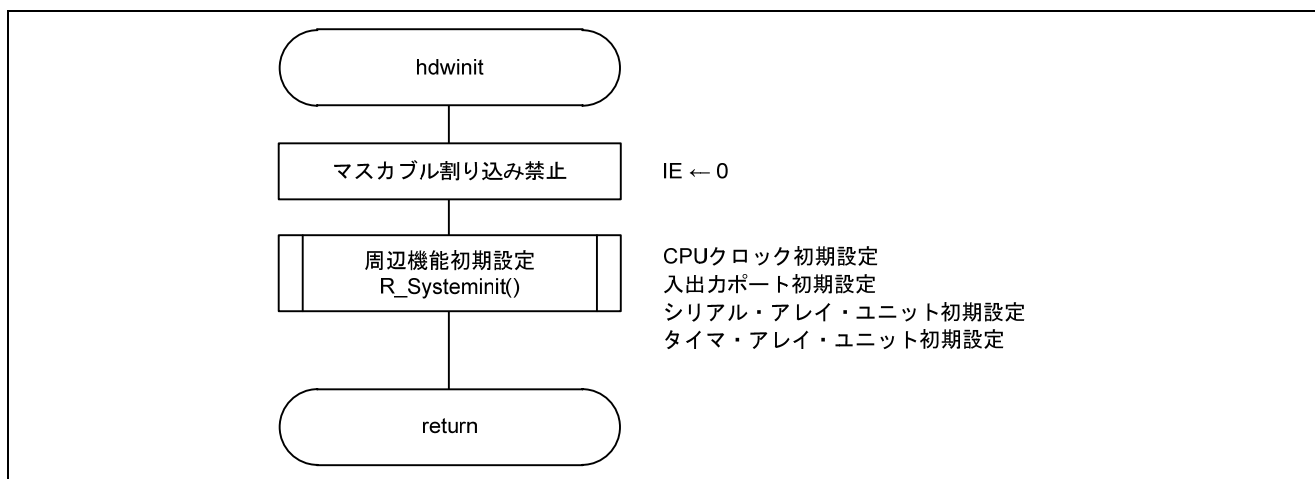 hdwinit
マスカブル割り込み禁止
IE ← 0
周辺機能初期設定
R_Systeminit()
CPUクロック初期設定
入出力ポート初期設定
シリアル・アレイ・ユニット初期設定
タイマ・アレイ・ユニット初期設定
return